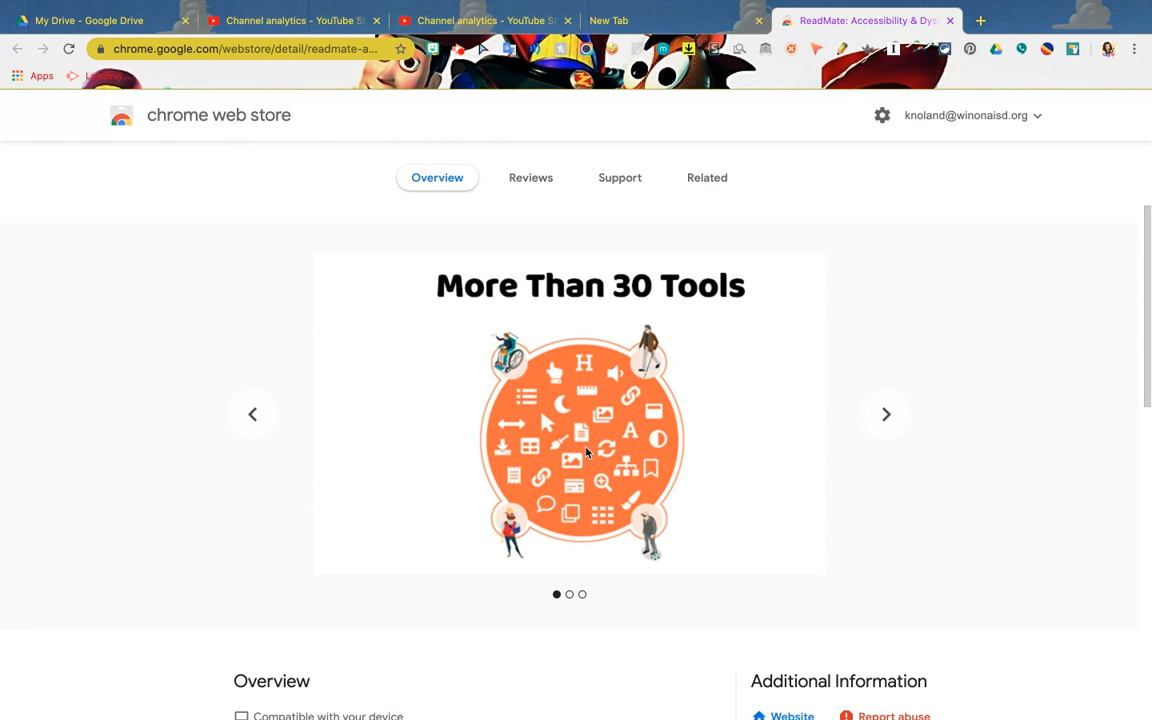 My Drive - Google Drive
Channel analytics - YouTube S
Channel analytics - YouTube S
New Tab
ReadMate: Accessibility & Dys
chrome.google.com/webstore/detail/readmate-a...
Apps
Loading...
chrome web store
knoland@winonaisd.org
Overview
Reviews
Support
Related
More Than 30 Tools
H
A
Overview
Additional Information
Compatible with your device
Website
Report abuse